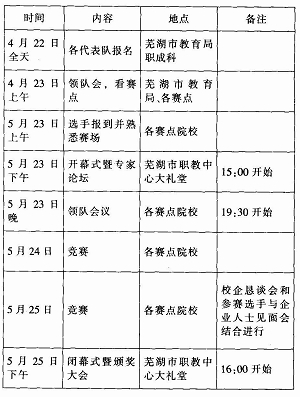 时间 内容 地点 备注
4月22日 各代表队报名 芜湖市教育局
全天 职成科
4月23日 领队会，看赛 芜湖市教育
上午 点 局、各赛点
5月23日 选手报到并熟 各赛点院校
上午 悉赛场
5月23日 开幕式暨专家 芜湖市职教中 15:00开始
下午 论坛 心大礼堂
5月23日 领队会议 各赛点院校 19:30开始
晚
5月24日 竞赛 各赛点院校
5月25日 竞赛 各赛点院校 校企恳谈会和
参赛选手与企
业人士见面会
结合进行
5月25日 闭幕式暨颁奖 芜湖市职教中 16:00开始
下午 大会 心大礼堂